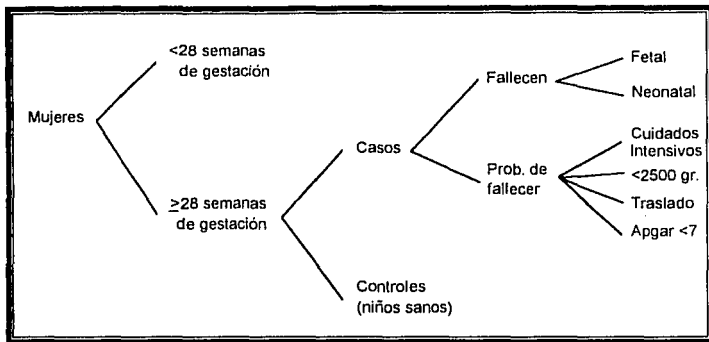 Mujeres
<28 semanas
de gestación
≥28 semanas
de gestación
Casos
Controles
(niños sanos)
Fallecen
Prob. de
fallecer
Fetal
Neonatal
Cuidados
Intensivos
<2500 gr.
Traslado
Apgar <7